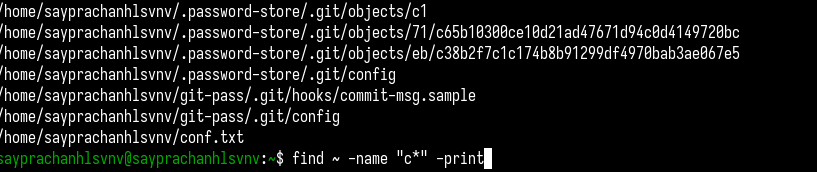 /home/sayprachanhlsvnv/.password-store/.git/objects/c1
/home/sayprachanhlsvnv/.password-store/.git/objects/71/c65b10300ce10d21ad47671d94c0d4149720bc
/home/sayprachanhlsvnv/.password-store/.git/objects/eb/c38b2f7c1c174b8b91299df4970bab3ae067e5
/home/sayprachanhlsvnv/.password-store/.git/config
/home/sayprachanhlsvnv/git-pass/.git/hooks/commit-msg.sample
/home/sayprachanhlsvnv/git-pass/.git/config
/home/sayprachanhlsvnv/conf.txt
sayprachanhlsvnv@sayprachanhlsvnv:~$ find ~ -name "c*" -print